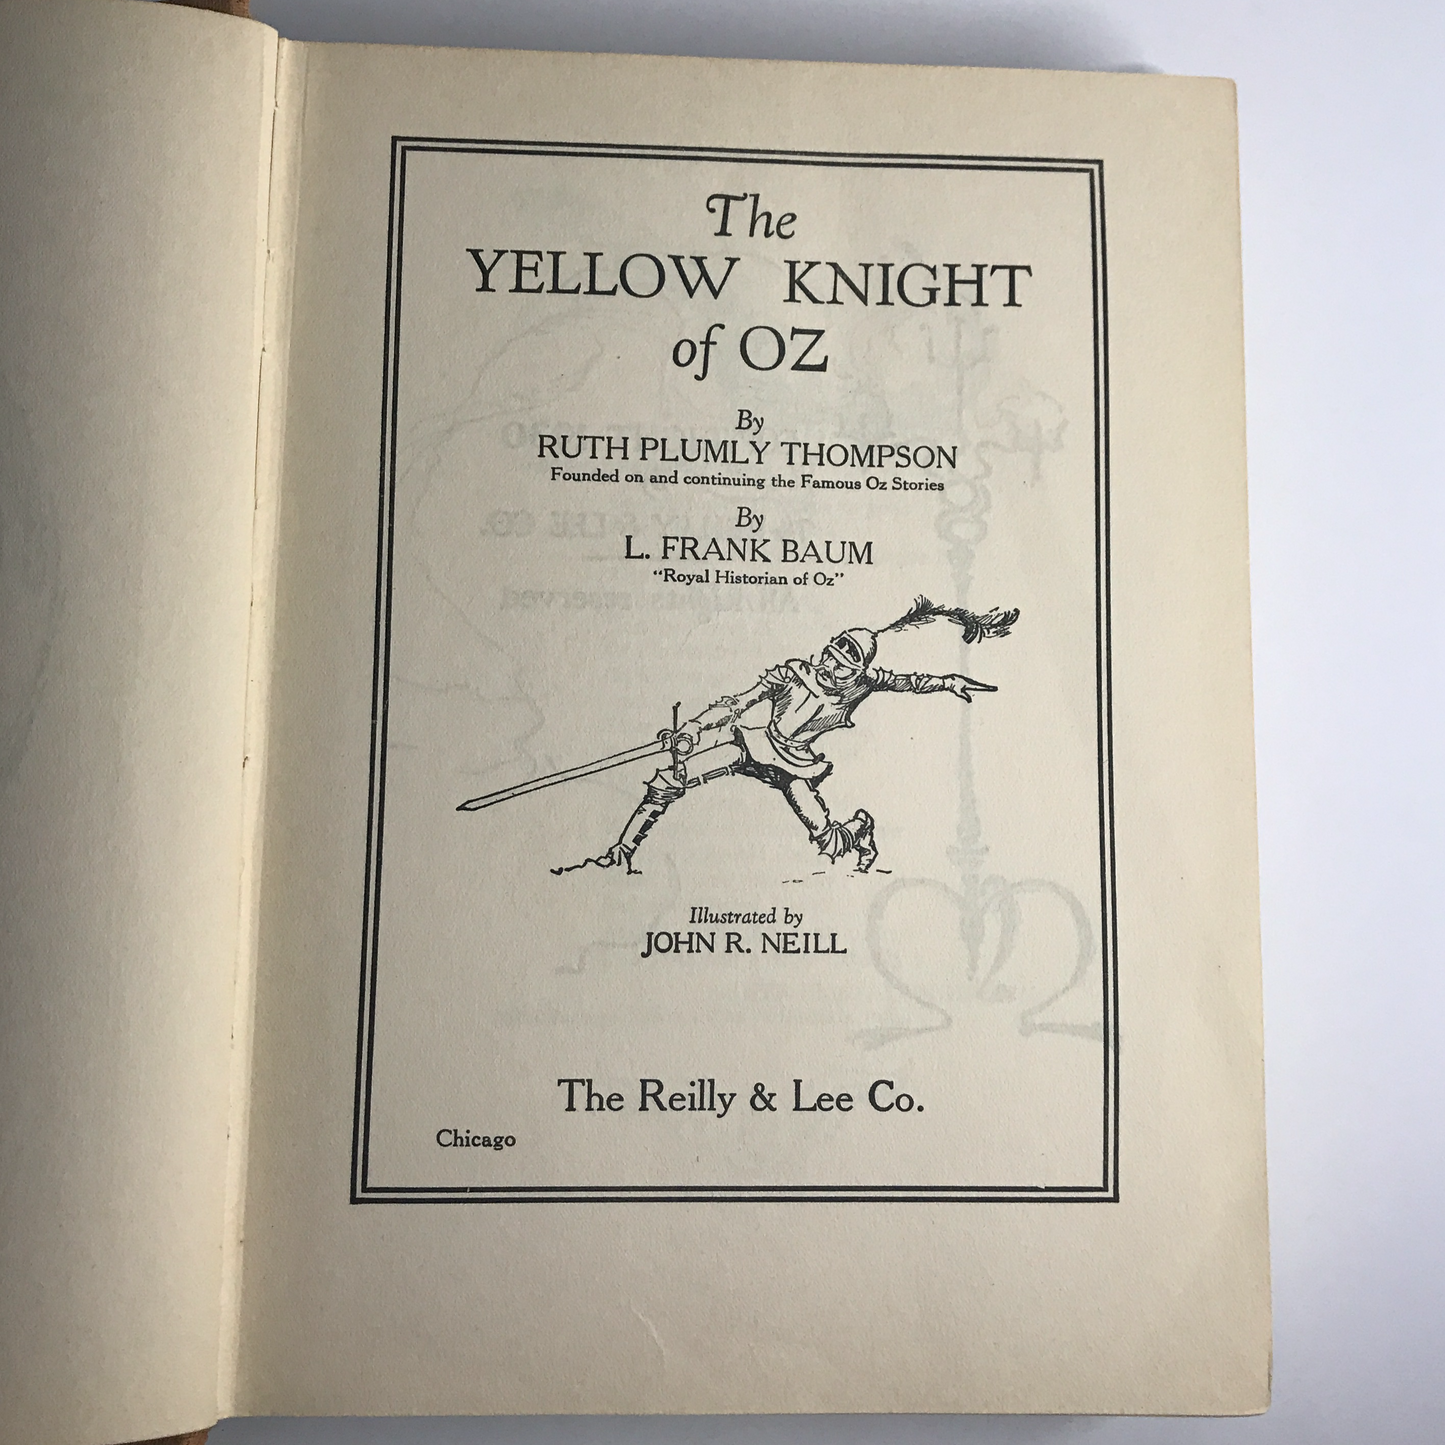 The
YELLOW KNIGHT
of OZ
By
RUTH PLUMLY THOMPSON
Founded on and continuing the Famous Oz Stories
By
L. FRANK BAUM
"Royal Historian of Oz"
Illustrated by
JOHN R. NEILL
The Reilly & Lee Co.
Chicago